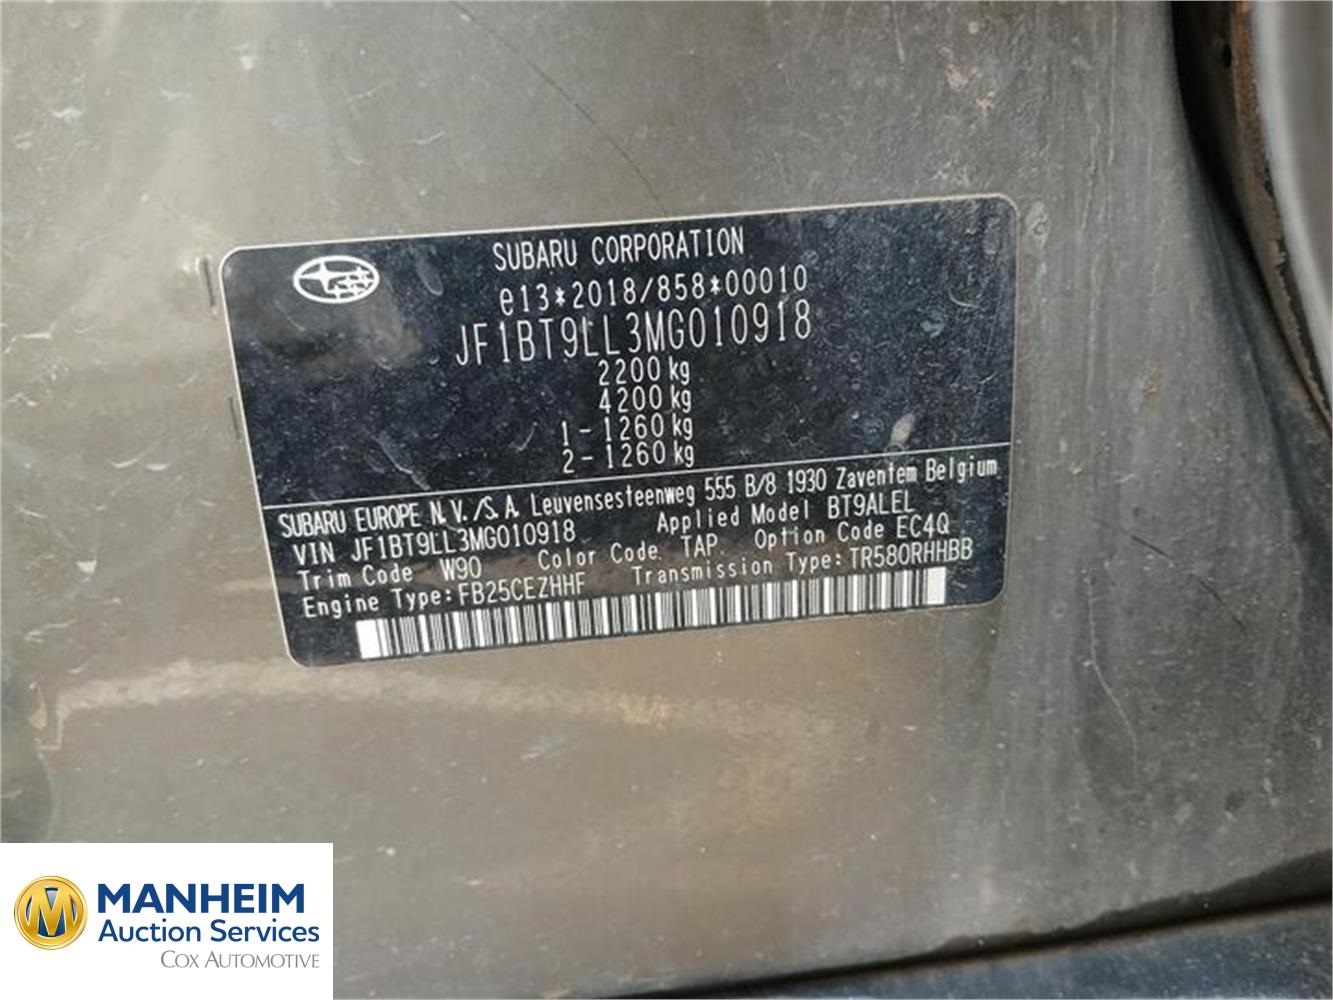 SUBARU CORPORATION
e13*2018/858*00010
JF1BT9LL3MG010918
2200 kg
4200 kg
1 - 1260 kg
2 - 1260 kg
SUBARU EUROPE N.V./S.A. Leuvensesteenweg 555 B/8 1930 Zaventem Belgium
VIN JF1BT9LL3MG010918 Applied Model BT9ALEL
Trim Code W90 Color Code TAP Option Code EC4Q
Engine Type:FB25CEZHHF Transmission Type:TR580RHHBB
M MANHEIM
Auction Services
COX AUTOMOTIVE